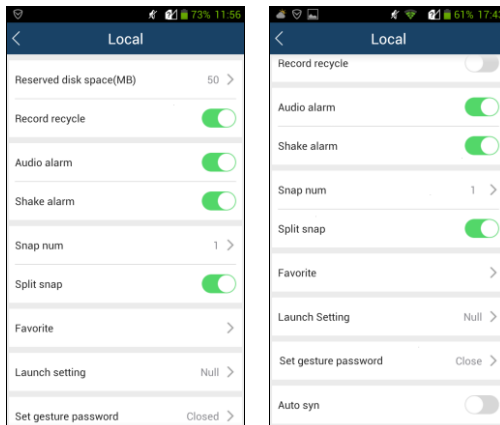 73% 11:56
Local
Reserved disk space(MB) 50
Record recycle
Audio alarm
Shake alarm
Snap num 1
Split snap
Favorite
Launch setting Null
Set gesture password Closed
61% 17:43
Local
Record recycle
Audio alarm
Shake alarm
Snap num 1
Split snap
Favorite
Launch Setting Null
Set gesture password Close
Auto syn